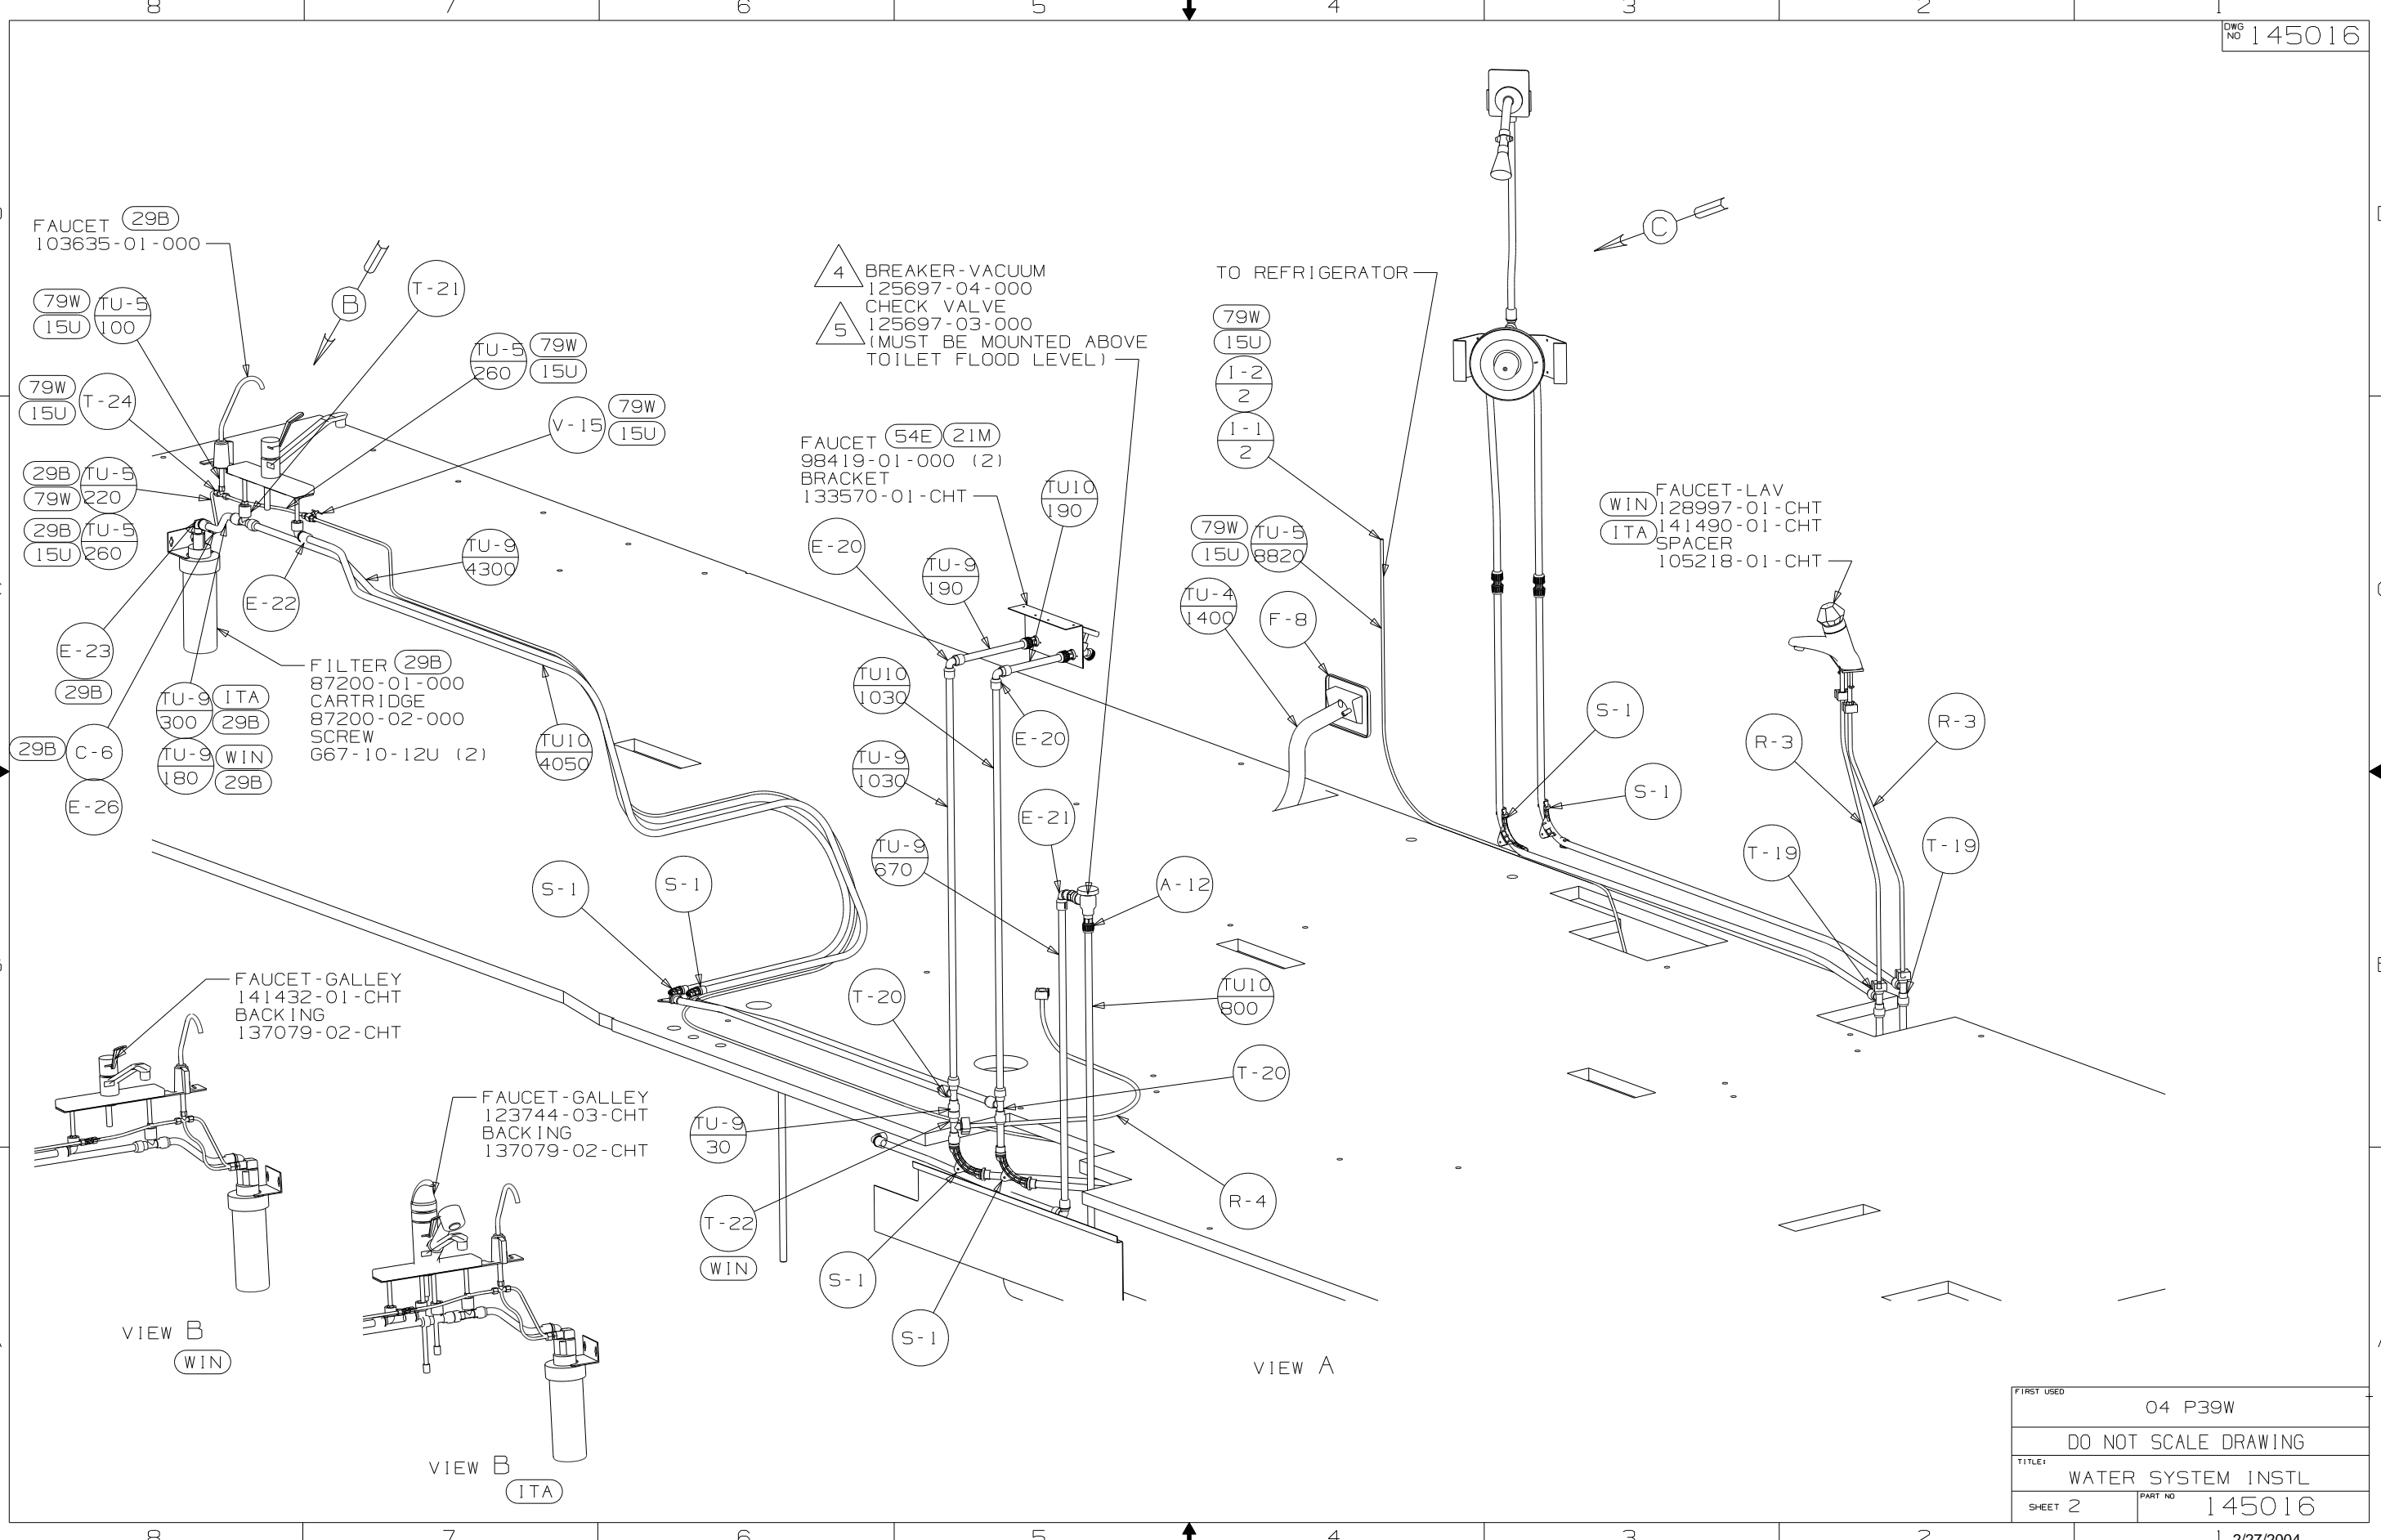 8 7 6 5 4 3 2 1
DWG NO 145016
FAUCET 29B
103635-01-000
79W
15U
TU-5
100
B
T-21
79W
15U
T-24
TU-5
260
79W
15U
V-15
79W
15U
29B
79W
TU-5
220
29B
15U
TU-5
260
TU-9
4300
E-22
E-23
29B
FILTER 29B
87200-01-000
CARTRIDGE
87200-02-000
SCREW
G67-10-12U (2)
TU-9
300
ITA
29B
TU-9
180
WIN
29B
29B
C-6
E-26
TU10
4050
4
BREAKER-VACUUM
125697-04-000
CHECK VALVE
5
125697-03-000
(MUST BE MOUNTED ABOVE
TOILET FLOOD LEVEL)
FAUCET 54E 21M
98419-01-000 (2)
BRACKET
133570-01-CHT
TU10
190
E-20
TU-9
190
TU10
1030
E-20
TU-9
1030
E-21
TU-9
670
A-12
S-1
S-1
T-20
TU10
800
T-20
TU-9
30
T-22
WIN
R-4
S-1
S-1
TO REFRIGERATOR
79W
15U
I-2
2
I-1
2
79W
15U
TU-5
8820
TU-4
1400
F-8
C
WIN
ITA
FAUCET-LAV
128997-01-CHT
141490-01-CHT
SPACER
105218-01-CHT
S-1
S-1
R-3
R-3
T-19
T-19
FAUCET-GALLEY
141432-01-CHT
BACKING
137079-02-CHT
VIEW B
WIN
FAUCET-GALLEY
123744-03-CHT
BACKING
137079-02-CHT
VIEW B
ITA
VIEW A
FIRST USED
04 P39W
DO NOT SCALE DRAWING
TITLE:
WATER SYSTEM INSTL
SHEET 2
PART NO 145016
8 7 6 5 4 3 2 1
2/27/2004